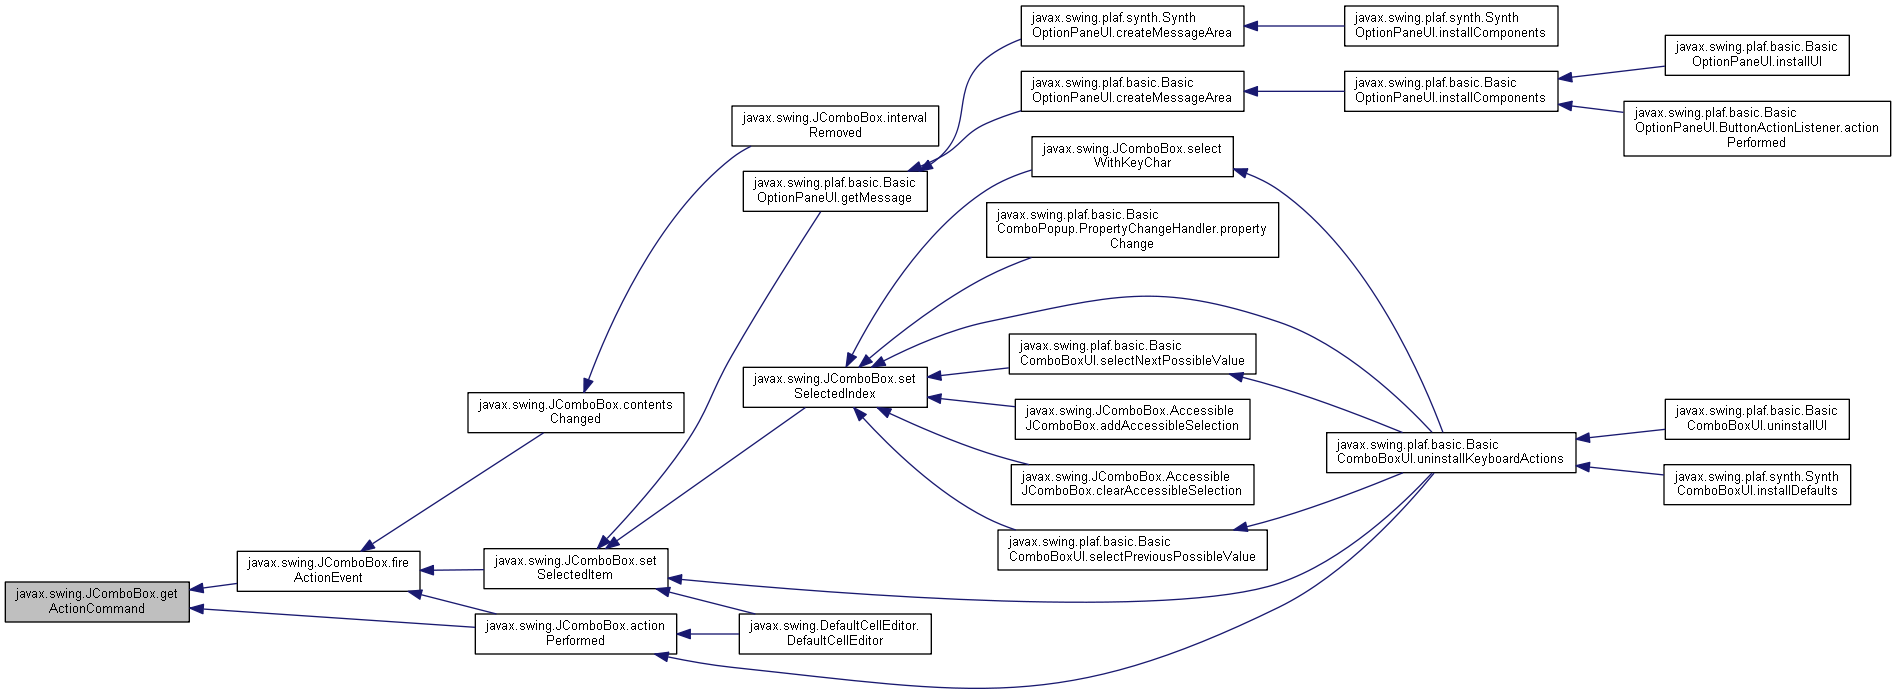 javax.swing.plaf.synth.Synth
OptionPaneUI.createMessageArea
javax.swing.plaf.synth.Synth
OptionPaneUI.installComponents
javax.swing.plaf.basic.Basic
OptionPaneUI.installUI
javax.swing.plaf.basic.Basic
OptionPaneUI.createMessageArea
javax.swing.plaf.basic.Basic
OptionPaneUI.installComponents
javax.swing.plaf.basic.Basic
OptionPaneUI.ButtonActionListener.action
Performed
javax.swing.JComboBox.interval
Removed
javax.swing.JComboBox.select
WithKeyChar
javax.swing.plaf.basic.Basic
OptionPaneUI.getMessage
javax.swing.plaf.basic.Basic
ComboPopup.PropertyChangeHandler.property
Change
javax.swing.plaf.basic.Basic
ComboBoxUI.selectNextPossibleValue
javax.swing.JComboBox.set
SelectedIndex
javax.swing.JComboBox.contents
Changed
javax.swing.JComboBox.Accessible
JComboBox.addAccessibleSelection
javax.swing.plaf.basic.Basic
ComboBoxUI.uninstallUI
javax.swing.plaf.basic.Basic
ComboBoxUI.uninstallKeyboardActions
javax.swing.JComboBox.Accessible
JComboBox.clearAccessibleSelection
javax.swing.plaf.synth.Synth
ComboBoxUI.installDefaults
javax.swing.plaf.basic.Basic
ComboBoxUI.selectPreviousPossibleValue
javax.swing.JComboBox.fire
ActionEvent
javax.swing.JComboBox.set
SelectedItem
javax.swing.JComboBox.get
ActionCommand
javax.swing.JComboBox.action
Performed
javax.swing.DefaultCellEditor.
DefaultCellEditor